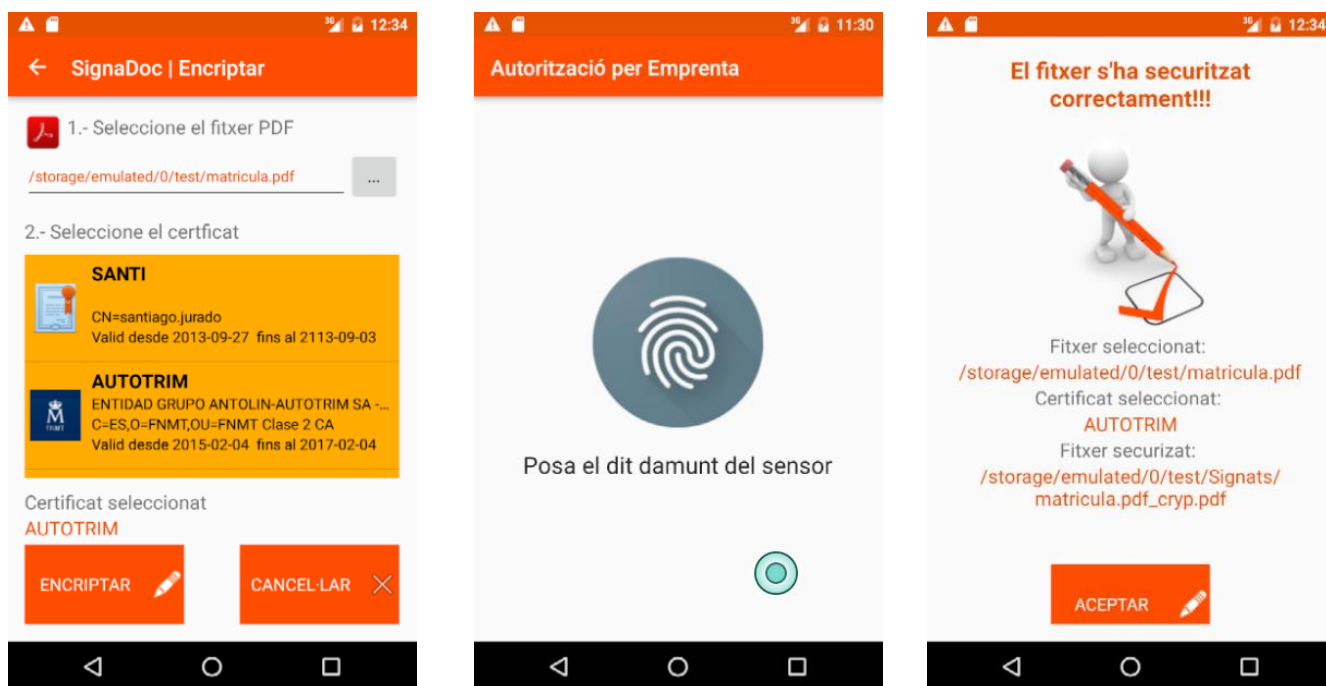 3G 12:34
SignaDoc | Encriptar
1.- Seleccione el fitxer PDF
/storage/emulated/0/test/matricula.pdf
...
2.- Seleccione el certficat
SANTI
CN=santiago.jurado
Valid desde 2013-09-27 fins al 2113-09-03
AUTOTRIM
ENTIDAD GRUPO ANTOLIN-AUTOTRIM SA -...
FNMT
C=ES,O=FNMT,OU=FNMT Clase 2 CA
Valid desde 2015-02-04 fins al 2017-02-04
Certificat seleccionat
AUTOTRIM
ENCRIPTAR
CANCEL·LAR
3G 11:30
Autorització per Emprenta
Posa el dit damunt del sensor
3G 12:34
El fitxer s'ha securitzat
correctament!!!
Fitxer seleccionat:
/storage/emulated/0/test/matricula.pdf
Certificat seleccionat:
AUTOTRIM
Fitxer securizat:
/storage/emulated/0/test/Signats/
matricula.pdf_cryp.pdf
ACEPTAR